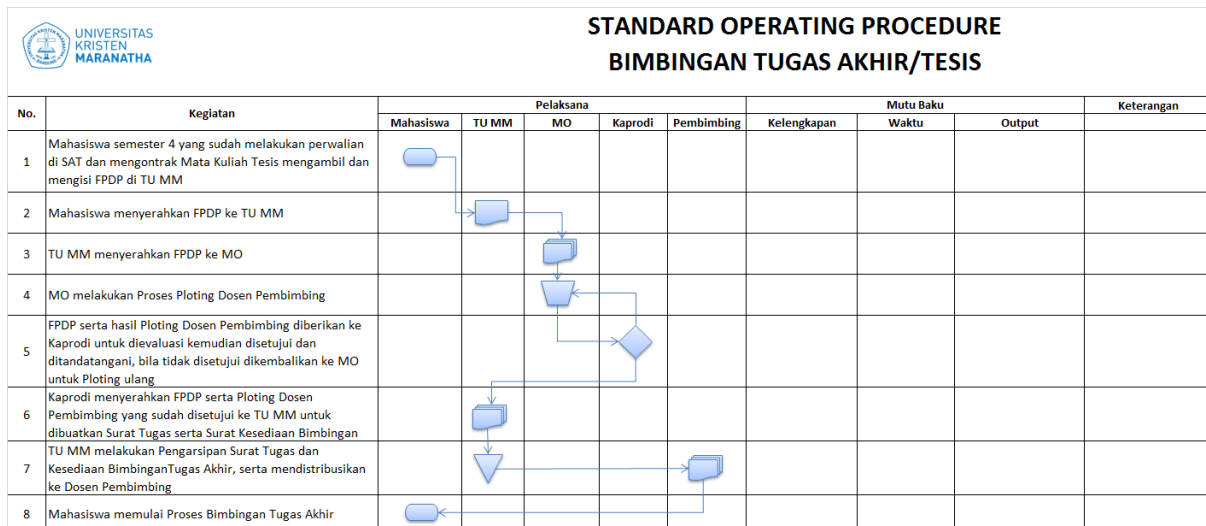 UNIVERSITAS
KRISTEN
MARANATHA
STANDARD OPERATING PROCEDURE
BIMBINGAN TUGAS AKHIR/TESIS
No.
Kegiatan
Pelaksana
Mutu Baku
Keterangan
Mahasiswa
TU MM
MO
Kaprodi
Pembimbing
Kelengkapan
Waktu
Output
1
Mahasiswa semester 4 yang sudah melakukan perwalian
di SAT dan mengontrak Mata Kuliah Tesis mengambil dan
mengisi FPDP di TU MM
2
Mahasiswa menyerahkan FPDP ke TU MM
3
TU MM menyerahkan FPDP ke MO
4
MO melakukan Proses Ploting Dosen Pembimbing
5
FPDP serta hasil Ploting Dosen Pembimbing diberikan ke
Kaprodi untuk dievaluasi kemudian disetujui dan
ditandatangani, bila tidak disetujui dikembalikan ke MO
untuk Ploting ulang
6
Kaprodi menyerahkan FPDP serta Ploting Dosen
Pembimbing yang sudah disetujui ke TU MM untuk
dibuatkan Surat Tugas serta Surat Kesediaan Bimbingan
7
TU MM melakukan Pengarsipan Surat Tugas dan
Kesediaan BimbinganTugas Akhir, serta mendistribusikan
ke Dosen Pembimbing
8
Mahasiswa memulai Proses Bimbingan Tugas Akhir